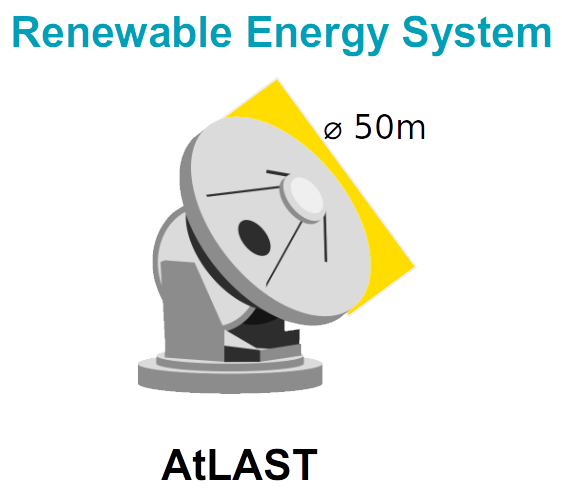 Renewable Energy System
⌀ 50m
AtLAST